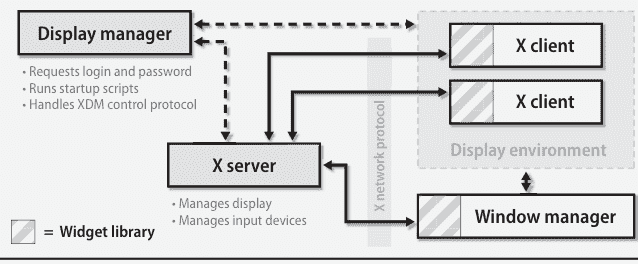 Display manager
• Requests login and password
• Runs startup scripts
• Handles XDM control protocol
X client
X client
Display environment
X network protocol
X server
• Manages display
• Manages input devices
Window manager
= Widget library